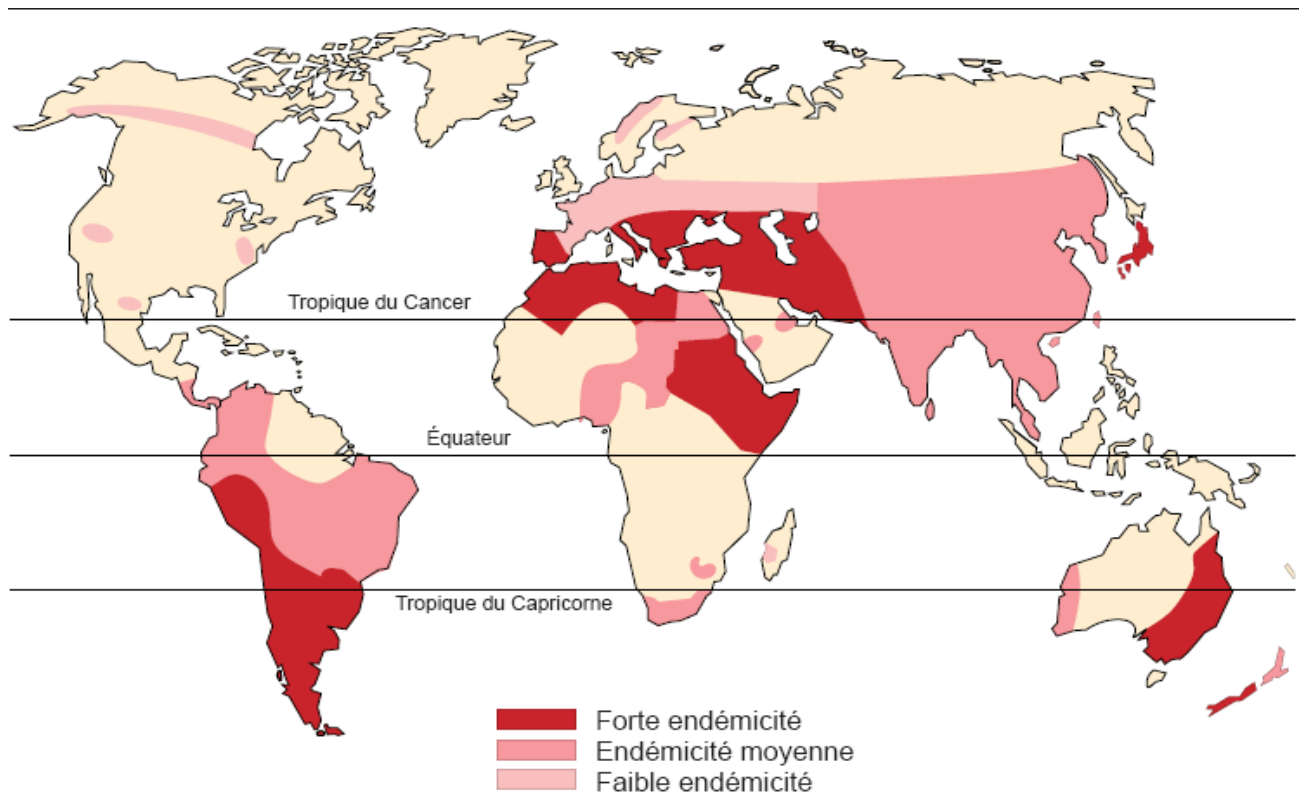 Tropique du Cancer
Équateur
Tropique du Capricorne
Forte endémicité
Endémicité moyenne
Faible endémicité